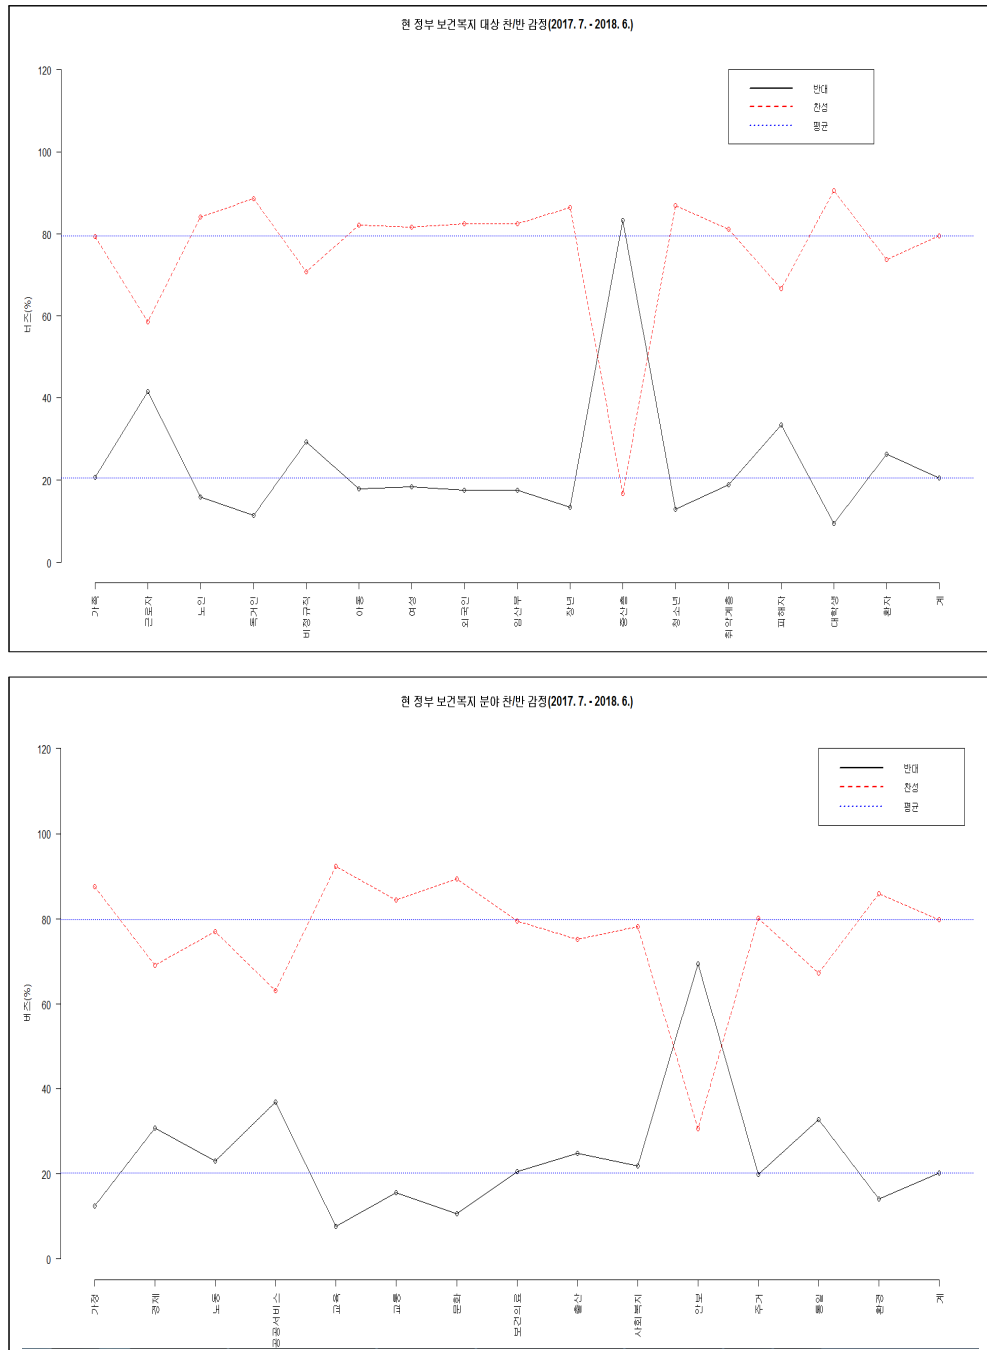 현 정부 보건복지 대상 찬/반 감정(2017. 7. - 2018. 6.)
120
100
80
60
40
20
0
버즈(%)
반대
찬성
평균
가족
근로자
노인
독거인
비정규직
아동
여성
외국인
임산부
장년
중산층
청소년
취약계층
피해자
대학생
환자
계
현 정부 보건복지 분야 찬/반 감정(2017. 7. - 2018. 6.)
120
100
80
60
40
20
0
버즈(%)
반대
찬성
평균
가정
경제
노동
공공서비스
교육
교통
문화
보건의료
출산
사회복지
안보
주거
통일
환경
계